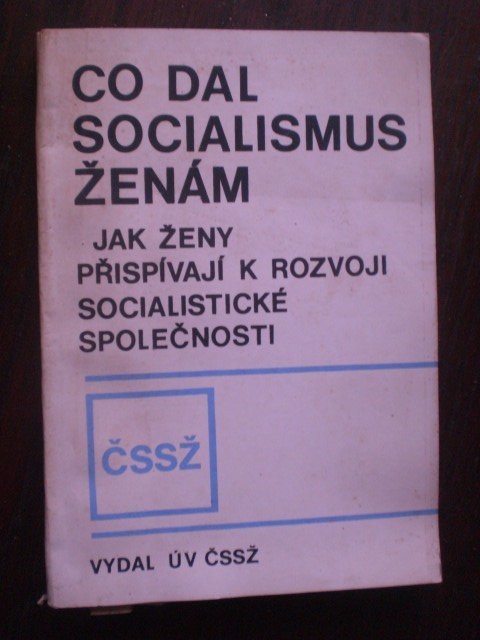 CO DAL
SOCIALISMUS
ŽENÁM
JAK ŽENY
PŘISPÍVAJÍ K ROZVOJI
SOCIALISTICKÉ
SPOLEČNOSTI
ČSSŽ
VYDAL ÚV ČSSŽ